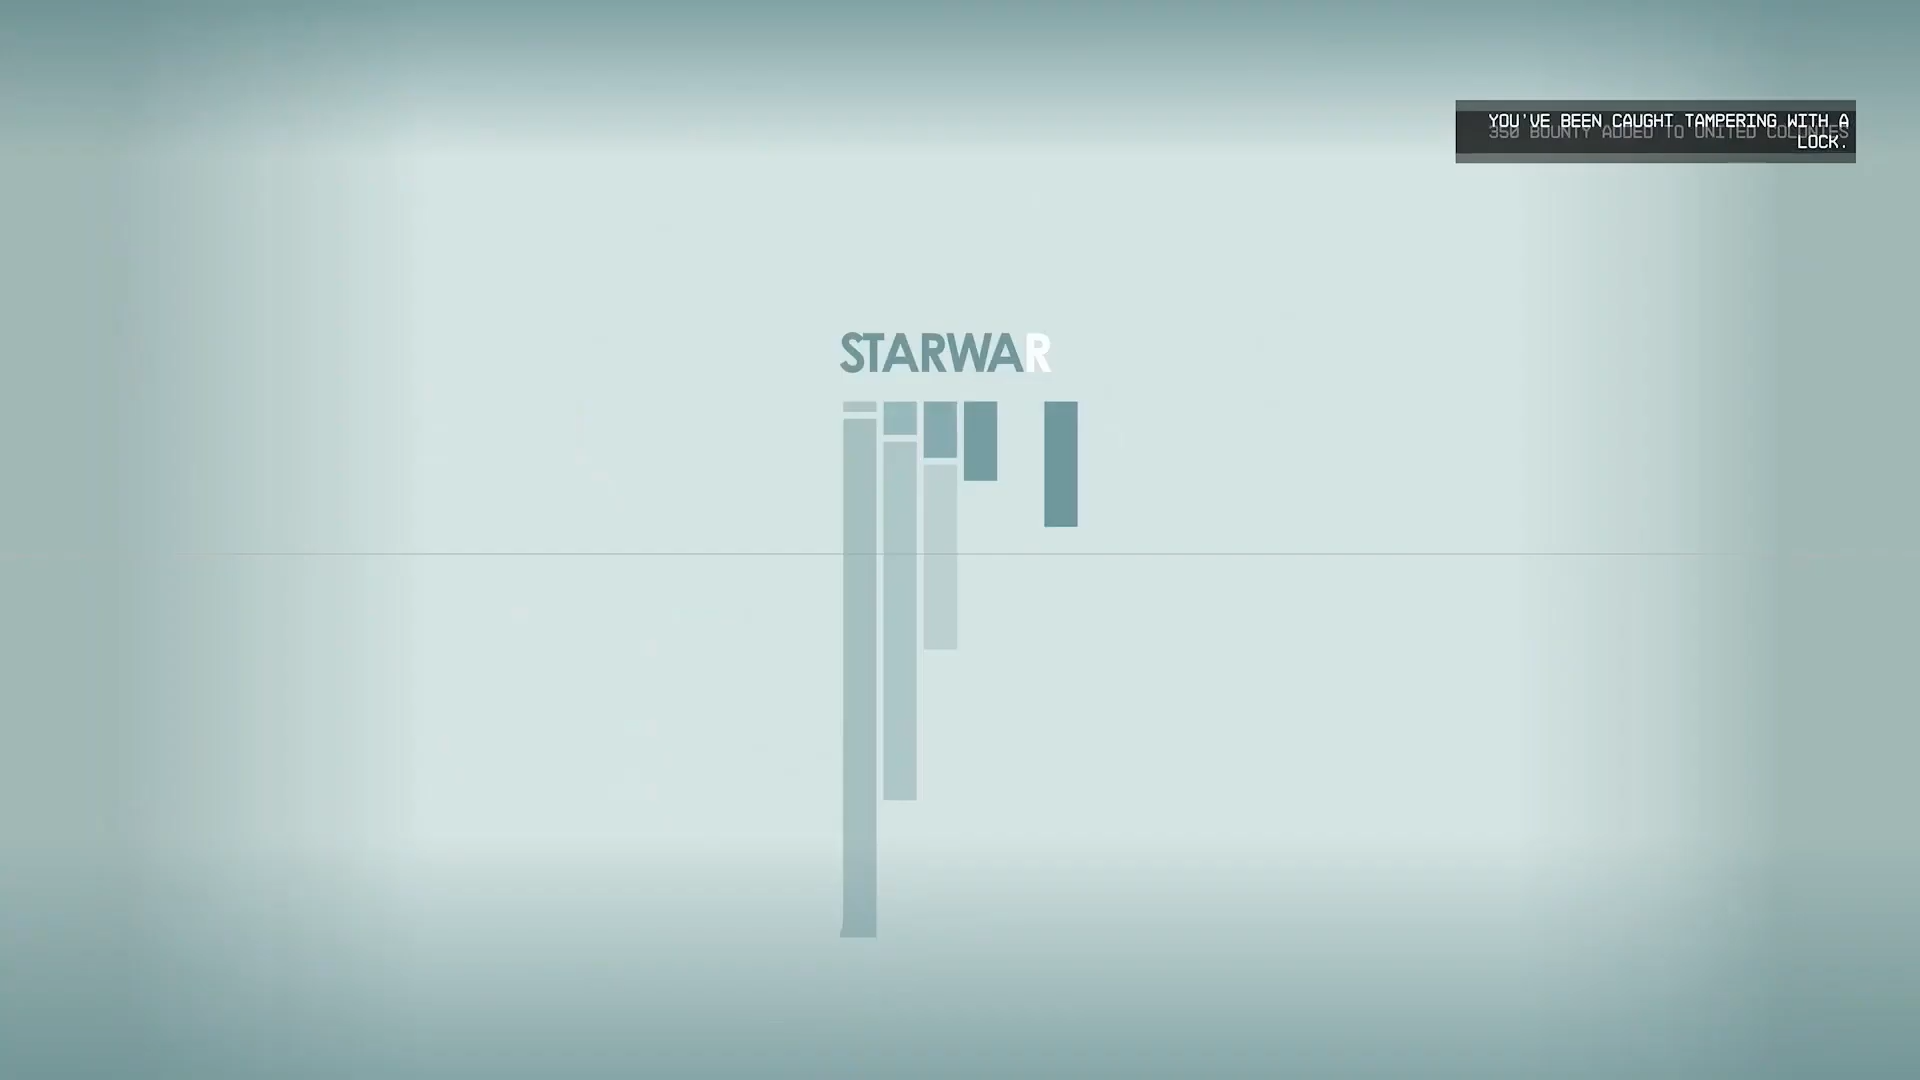 YOU'VE BEEN CAUGHT TAMPERING WITH A
350 BOUNTY ADDED TO UNITED COLONIES
LOCK.
STARWAR